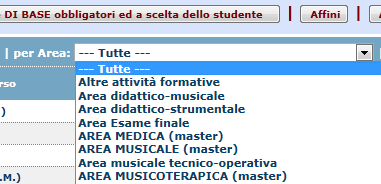 DI BASE obbligatori ed a scelta dello studente | Affini |
| per Area: --- Tutte ---
--- Tutte ---
Altre attività formative
rso Area didattico-musicale
Area didattico-strumentale
.) Area Esame finale
AREA MEDICA (master)
AREA MUSICALE (master)
Area musicale tecnico-operativa
.M.) AREA MUSICOTERAPICA (master)